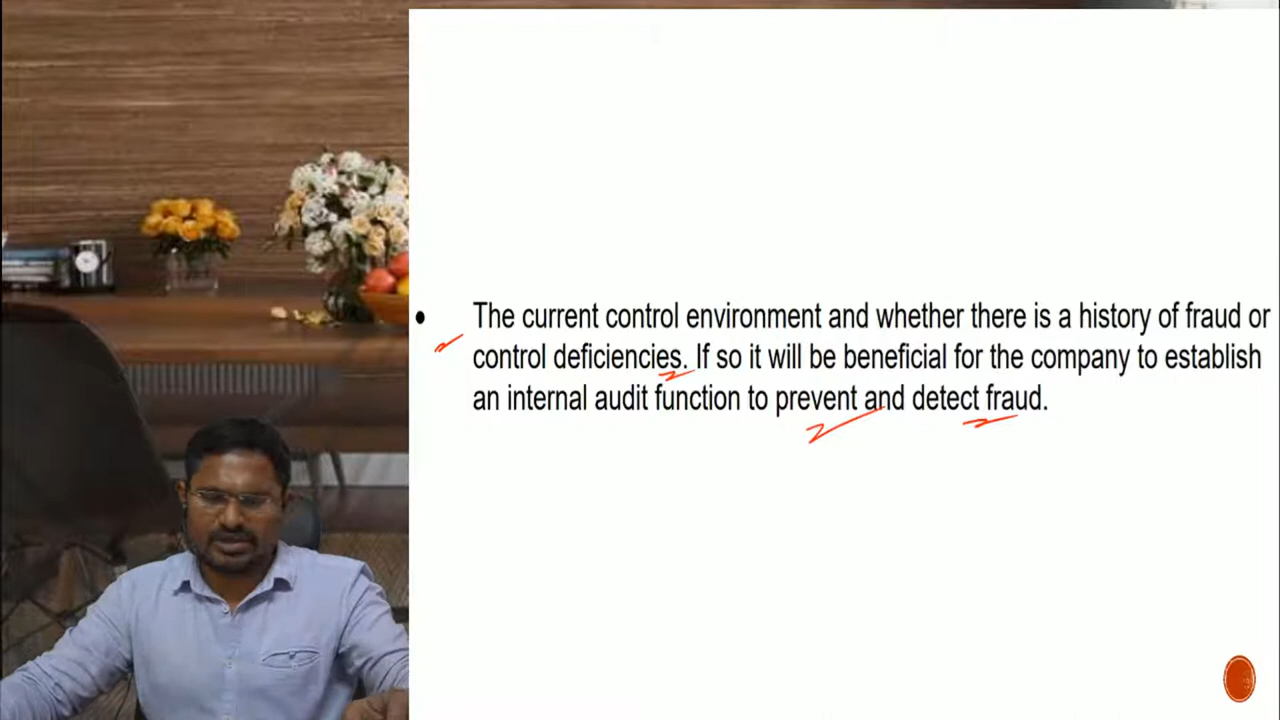 • The current control environment and whether there is a history of fraud or
control deficiencies. If so it will be beneficial for the company to establish
an internal audit function to prevent and detect fraud.